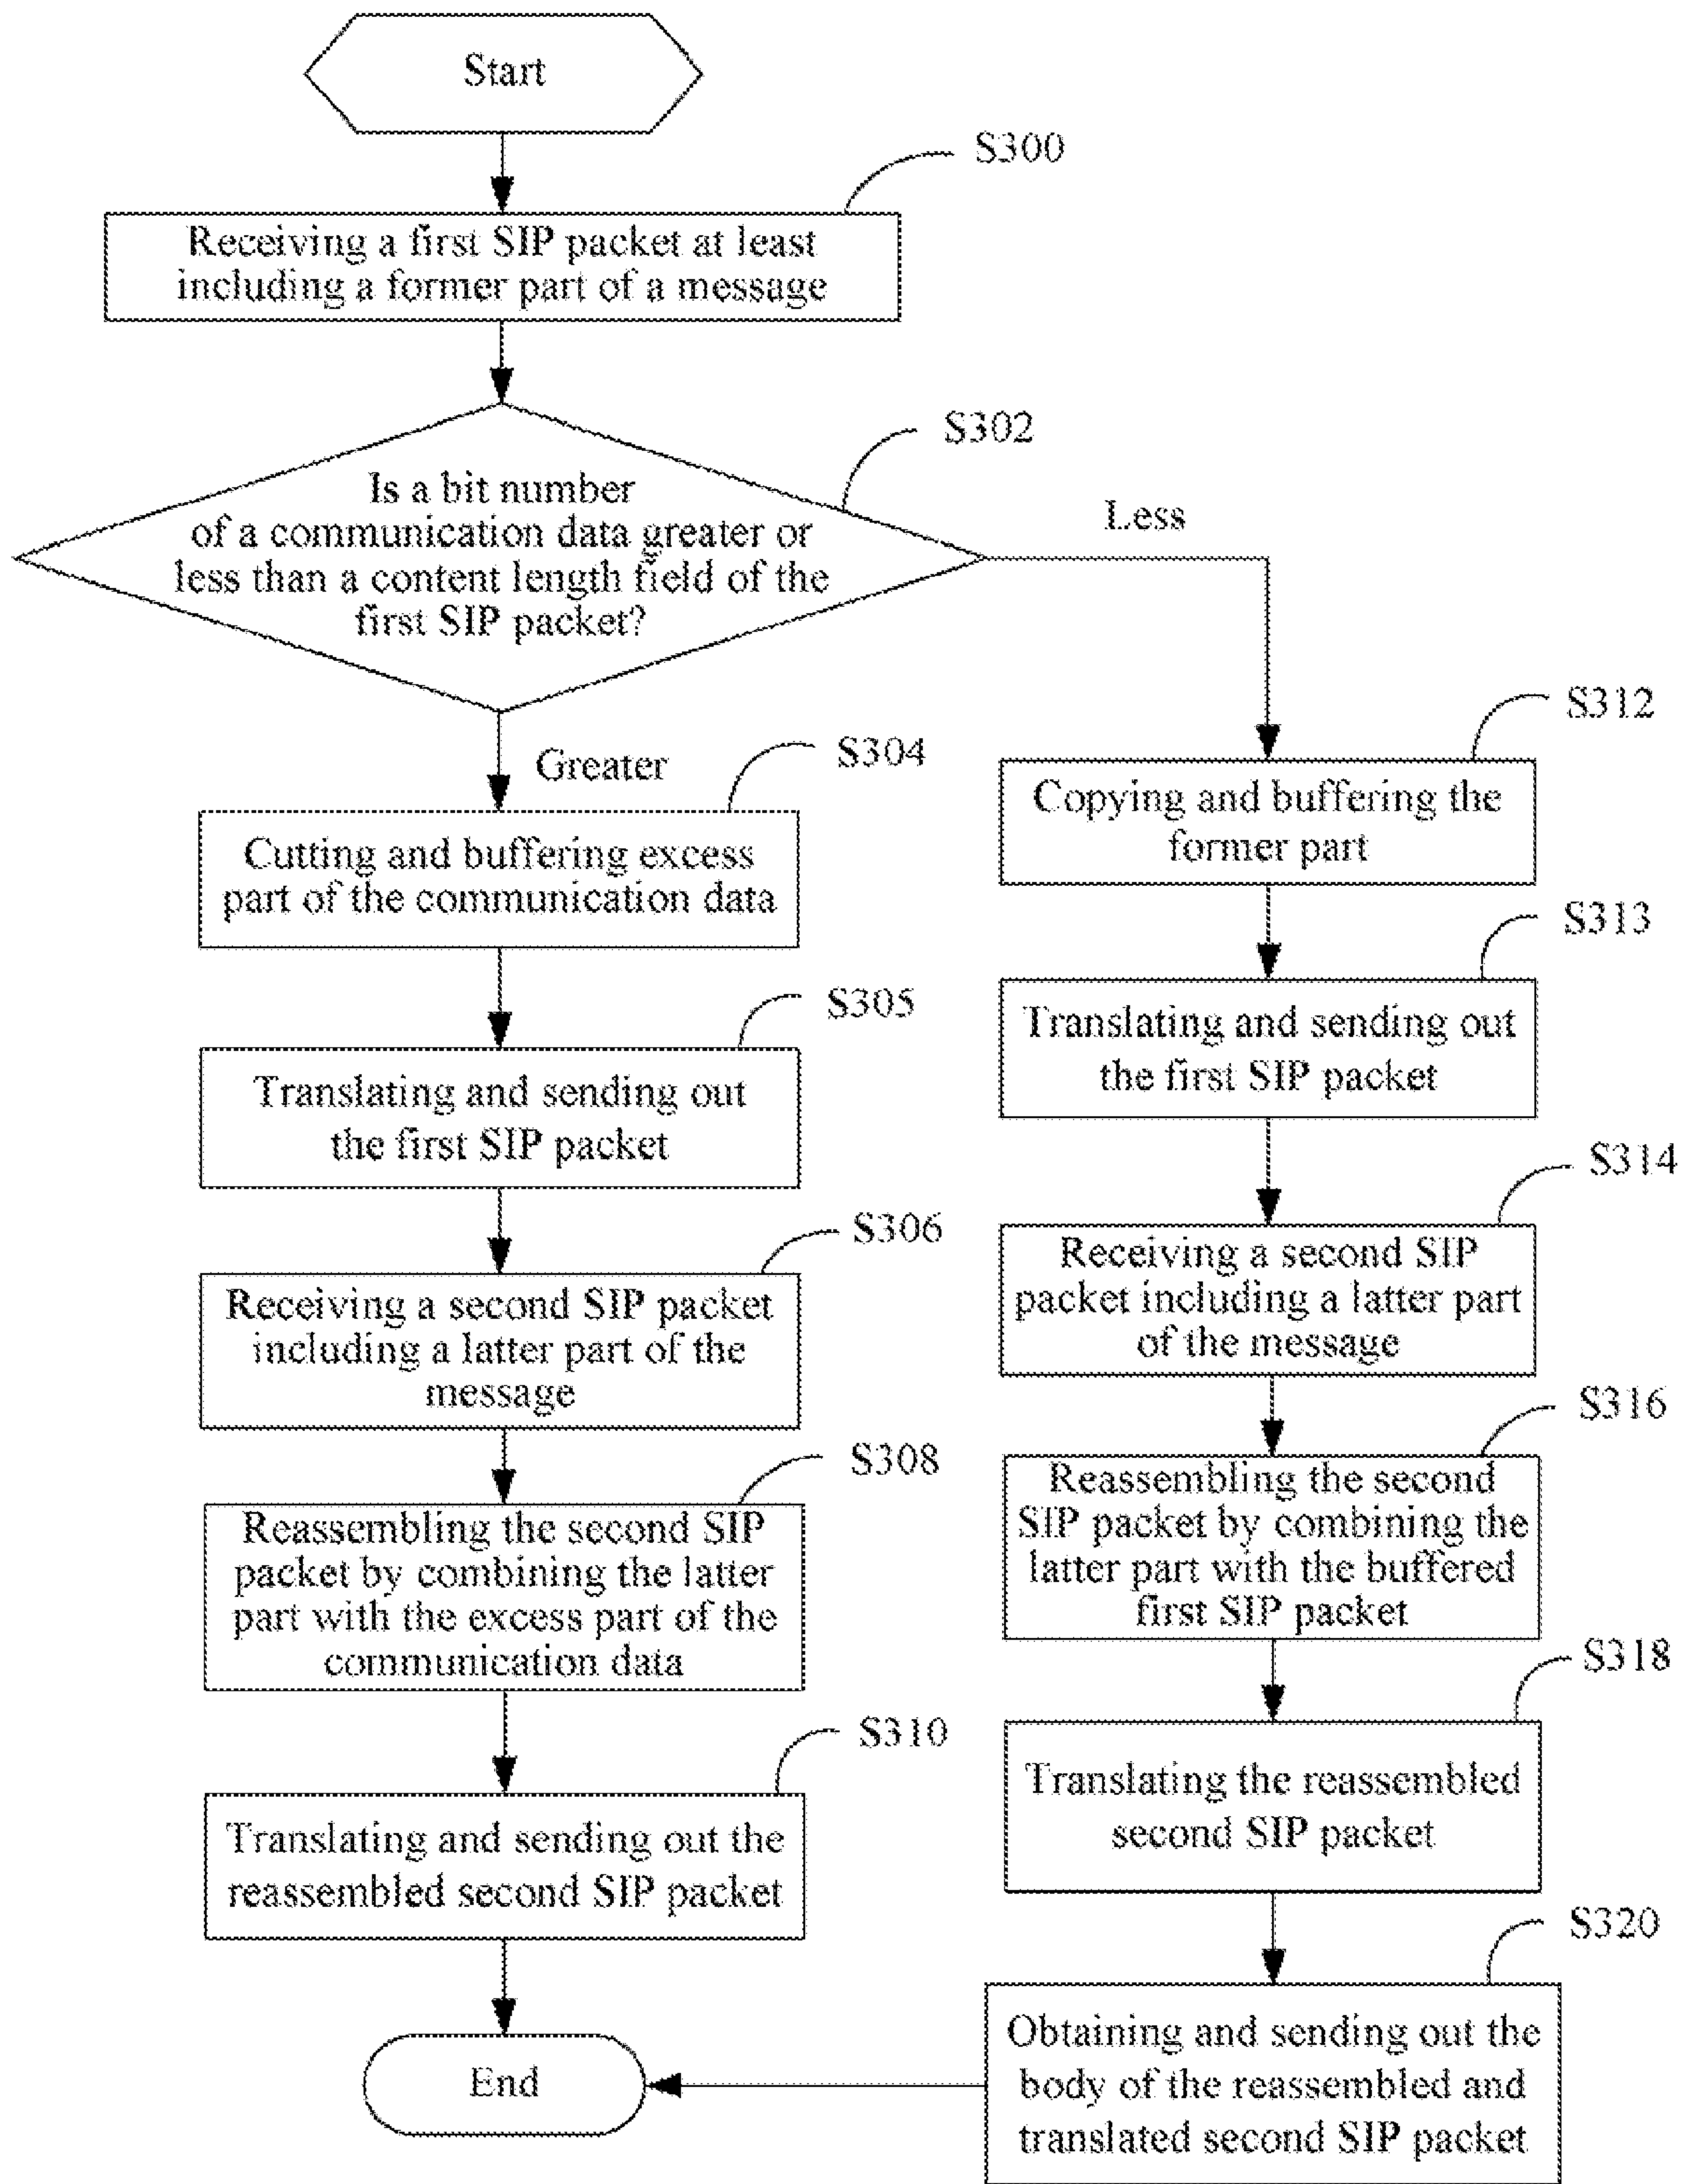 Start
S300
Receiving a first SIP packet at least
including a former part of a message
S302
Is a bit number
of a communication data greater or
less than a content length field of the
first SIP packet?
Less
Greater
S304
Cutting and buffering excess
part of the communication data
S305
Translating and sending out
the first SIP packet
S306
Receiving a second SIP packet
including a latter part of the
message
S308
Reassembling the second SIP
packet by combining the latter
part with the excess part of the
communication data
S310
Translating and sending out the
reassembled second SIP packet
End
S312
Copying and buffering the
former part
S313
Translating and sending out
the first SIP packet
S314
Receiving a second SIP
packet including a latter part
of the message
S316
Reassembling the second
SIP packet by combining the
latter part with the buffered
first SIP packet
S318
Translating the reassembled
second SIP packet
S320
Obtaining and sending out the
body of the reassembled and
translated second SIP packet